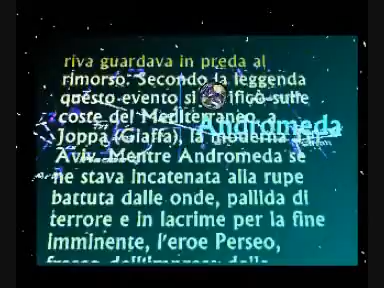 riva guardava in preda al
rimorso. Secondo la leggenda
questo evento si ificò sulle
coste del Mediterraneo, a
Andromeda
Joppa (Giaffa), la moderna Tel
Aviv. Mentre Andromeda se
ne stava incatenata alla rupe
battuta dalle onde, pallida di
terrore e in lacrime per la fine
imminente, l'eroe Perseo,